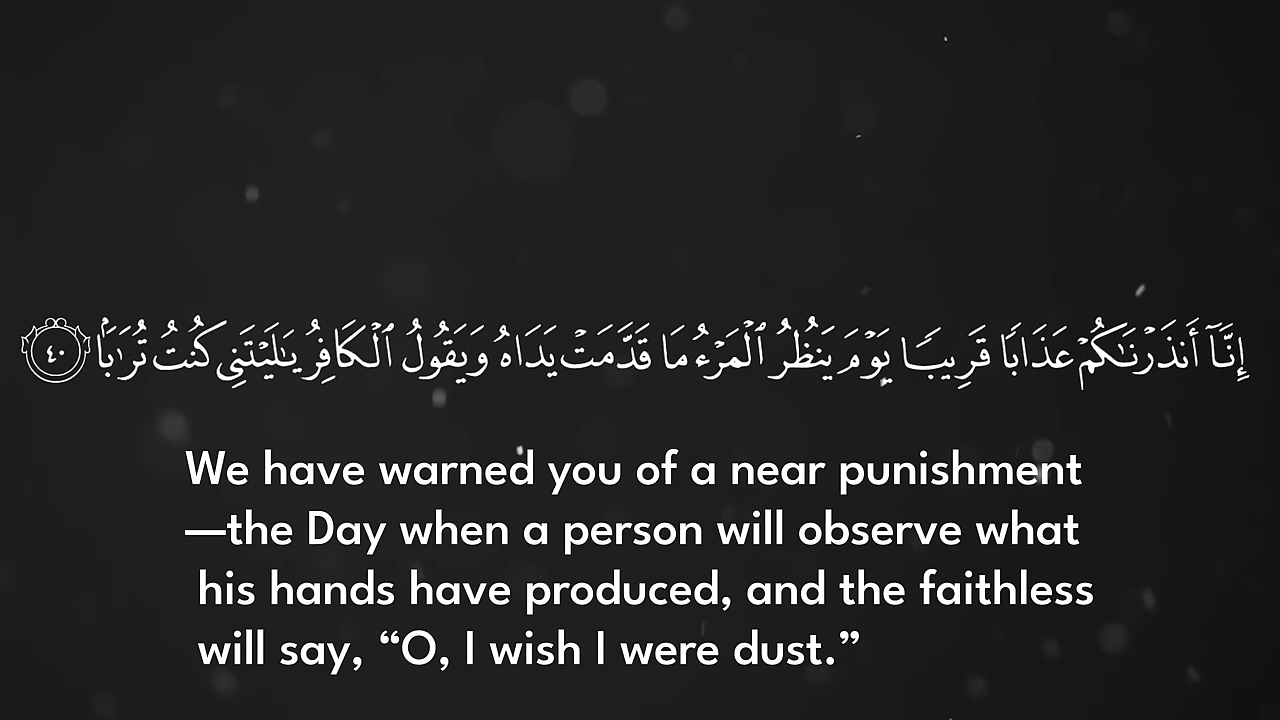 إِنَّآ أَنذَرْنَـٰكُمْ عَذَابًا قَرِيبًا يَوْمَ يَنظُرُ ٱلْمَرْءُ مَا قَدَّمَتْ يَدَاهُ وَيَقُولُ ٱلْكَافِرُ يَـٰلَيْتَنِى كُنتُ تُرَٰبًۢا ٤٠
We have warned you of a near punishment
—the Day when a person will observe what
his hands have produced, and the faithless
will say, “O, I wish I were dust.”